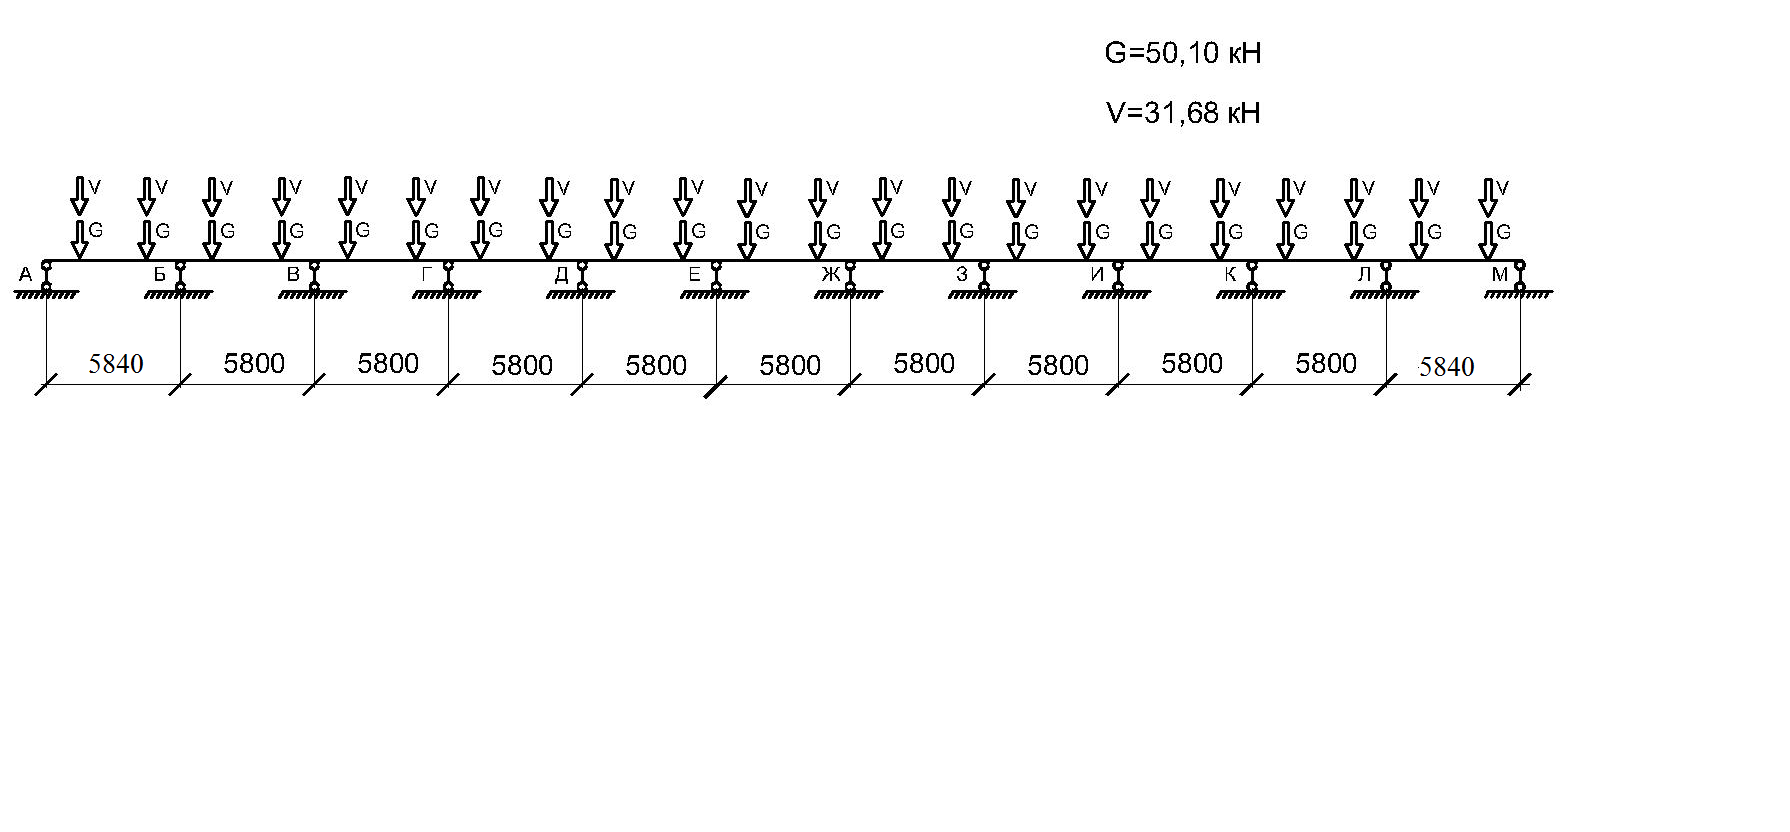 G=50,10 кН
V=31,68 кН
V V V V V V V V V V V V V V V V V V V V V V
G G G G G G G G G G G G G G G G G G G G G G
А Б В Г Д Е Ж З И К Л М
5840 5800 5800 5800 5800 5800 5800 5800 5800 5800 5840